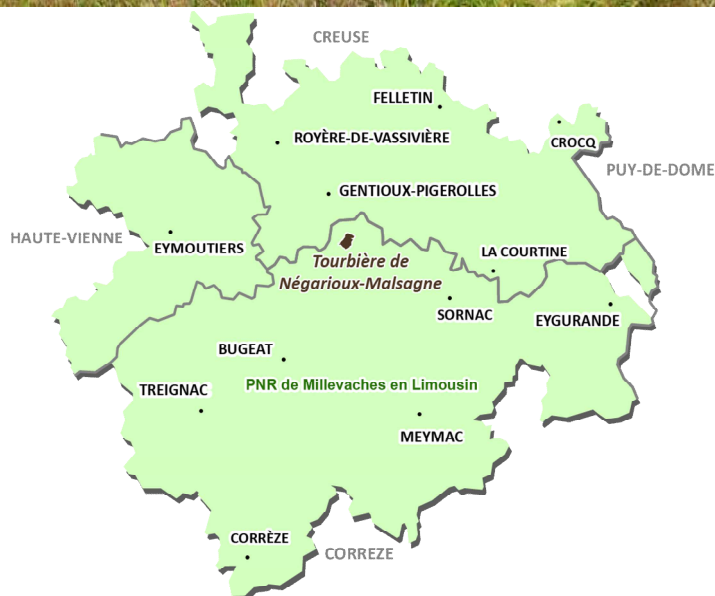 CREUSE
FELLETIN
ROYÈRE-DE-VASSIVIÈRE
CROCQ
PUY-DE-DOME
GENTIOUX-PIGEROLLES
HAUTE-VIENNE
EYMOUTIERS
Tourbière de
Négarioux-Malsagne
LA COURTINE
SORNAC
EYGURANDE
BUGEAT
PNR de Millevaches en Limousin
TREIGNAC
MEYMAC
CORRÈZE
CORREZE